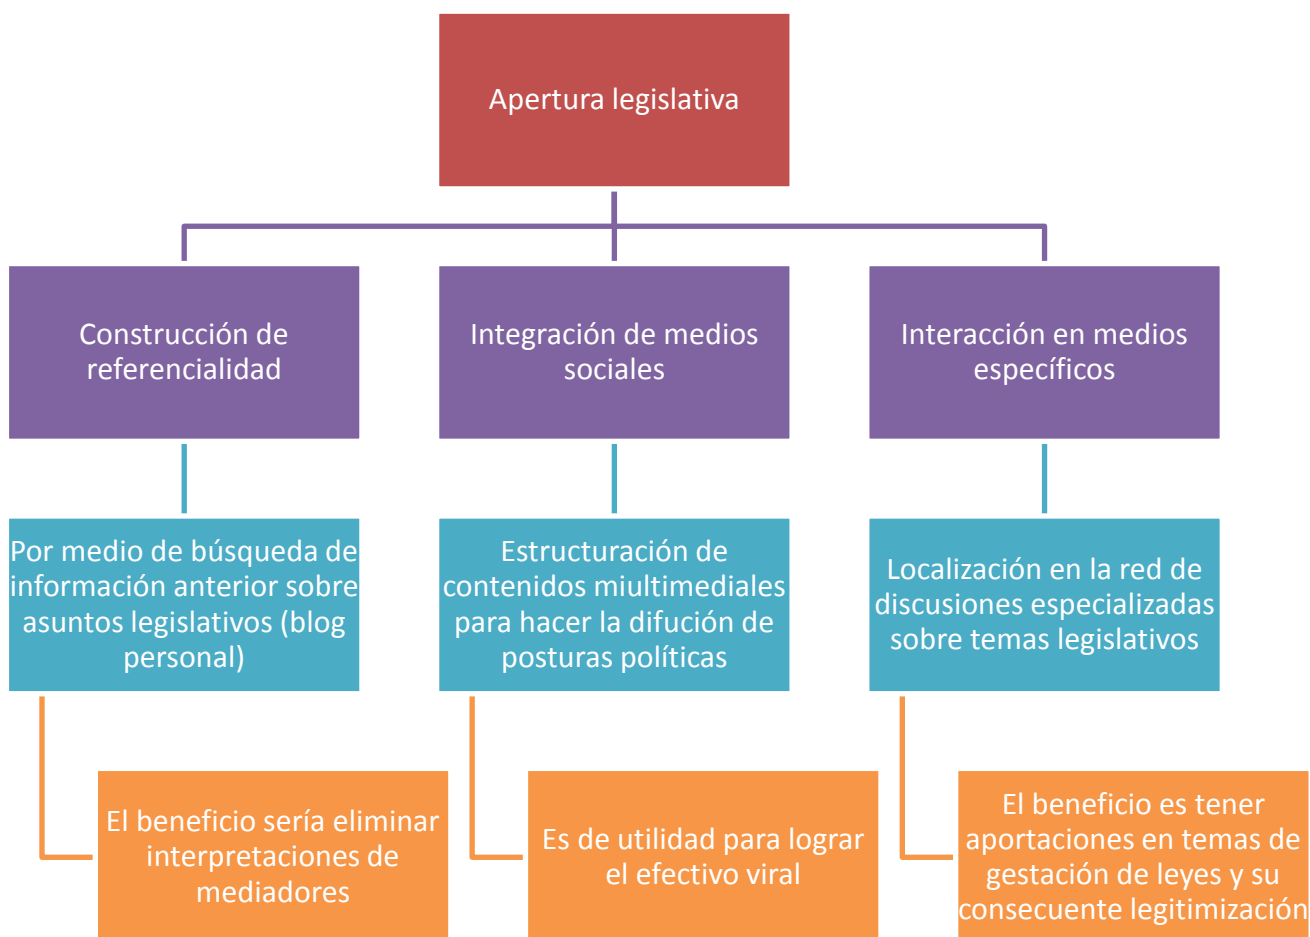 Apertura legislativa
Construcción de
referencialidad
Integración de medios
sociales
Interacción en medios
específicos
Por medio de búsqueda de
información anterior sobre
asuntos legislativos (blog
personal)
Estructuración de
contenidos miultimediales
para hacer la difución de
posturas políticas
Localización en la red de
discusiones especializadas
sobre temas legislativos
El beneficio sería eliminar
interpretaciones de
mediadores
Es de utilidad para lograr
el efectivo viral
El beneficio es tener
aportaciones en temas de
gestación de leyes y su
consecuente legitimización